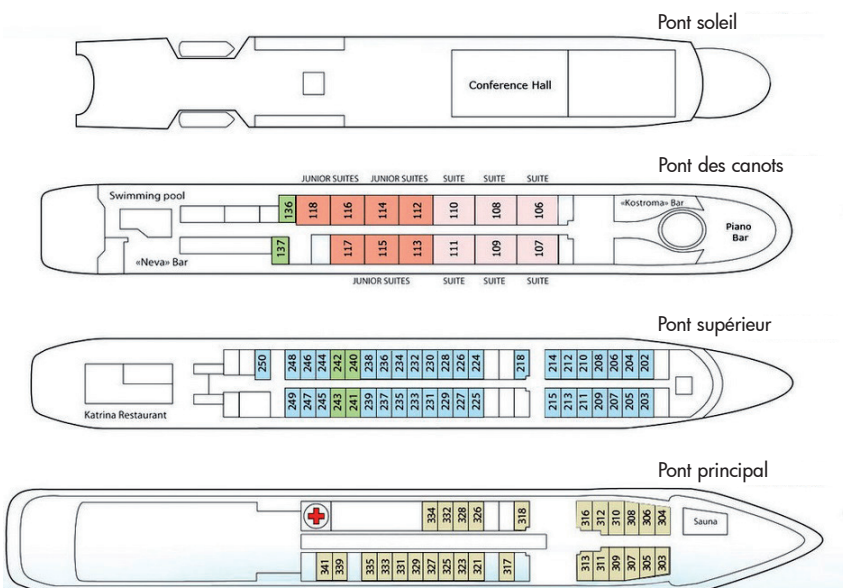 Pont soleil
Conference Hall
Pont des canots
JUNIOR SUITES JUNIOR SUITES SUITE SUITE SUITE
Swimming pool
136 118 116 114 112 110 108 106
«Kostroma» Bar
Piano
Bar
137 117 115 113 111 109 107
«Neva» Bar
JUNIOR SUITES SUITE SUITE SUITE
Pont supérieur
250 248 246 244 242 240 238 236 234 232 230 228 226 224 218 214 212 210 208 206 204 202
249 247 245 243 241 239 237 235 233 231 229 227 225 215 213 211 209 207 205 203
Katrina Restaurant
Pont principal
334 332 328 326 318 316 312 310 308 306 304
Sauna
341 339 335 333 331 329 327 325 323 321 317 313 311 309 307 305 303